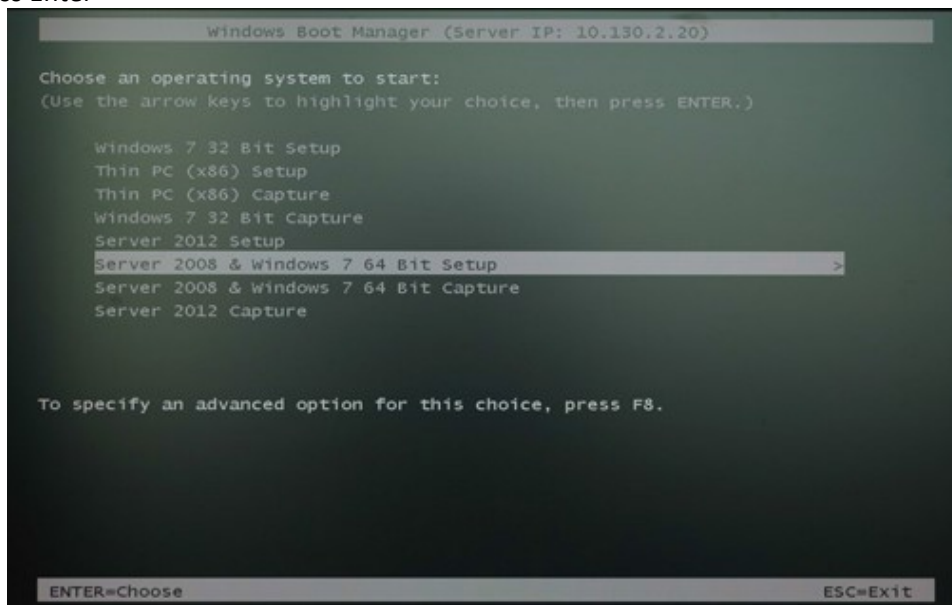 Windows Boot Manager (Server IP: 10.130.2.20)
Choose an operating system to start:
(Use the arrow keys to highlight your choice, then press ENTER.)
Windows 7 32 Bit Setup
Thin PC (x86) Setup
Thin PC (x86) Capture
Windows 7 32 Bit Capture
Server 2012 Setup
Server 2008 & Windows 7 64 Bit Setup >
Server 2008 & Windows 7 64 Bit Capture
Server 2012 Capture
To specify an advanced option for this choice, press F8.
ENTER=Choose ESC=Exit